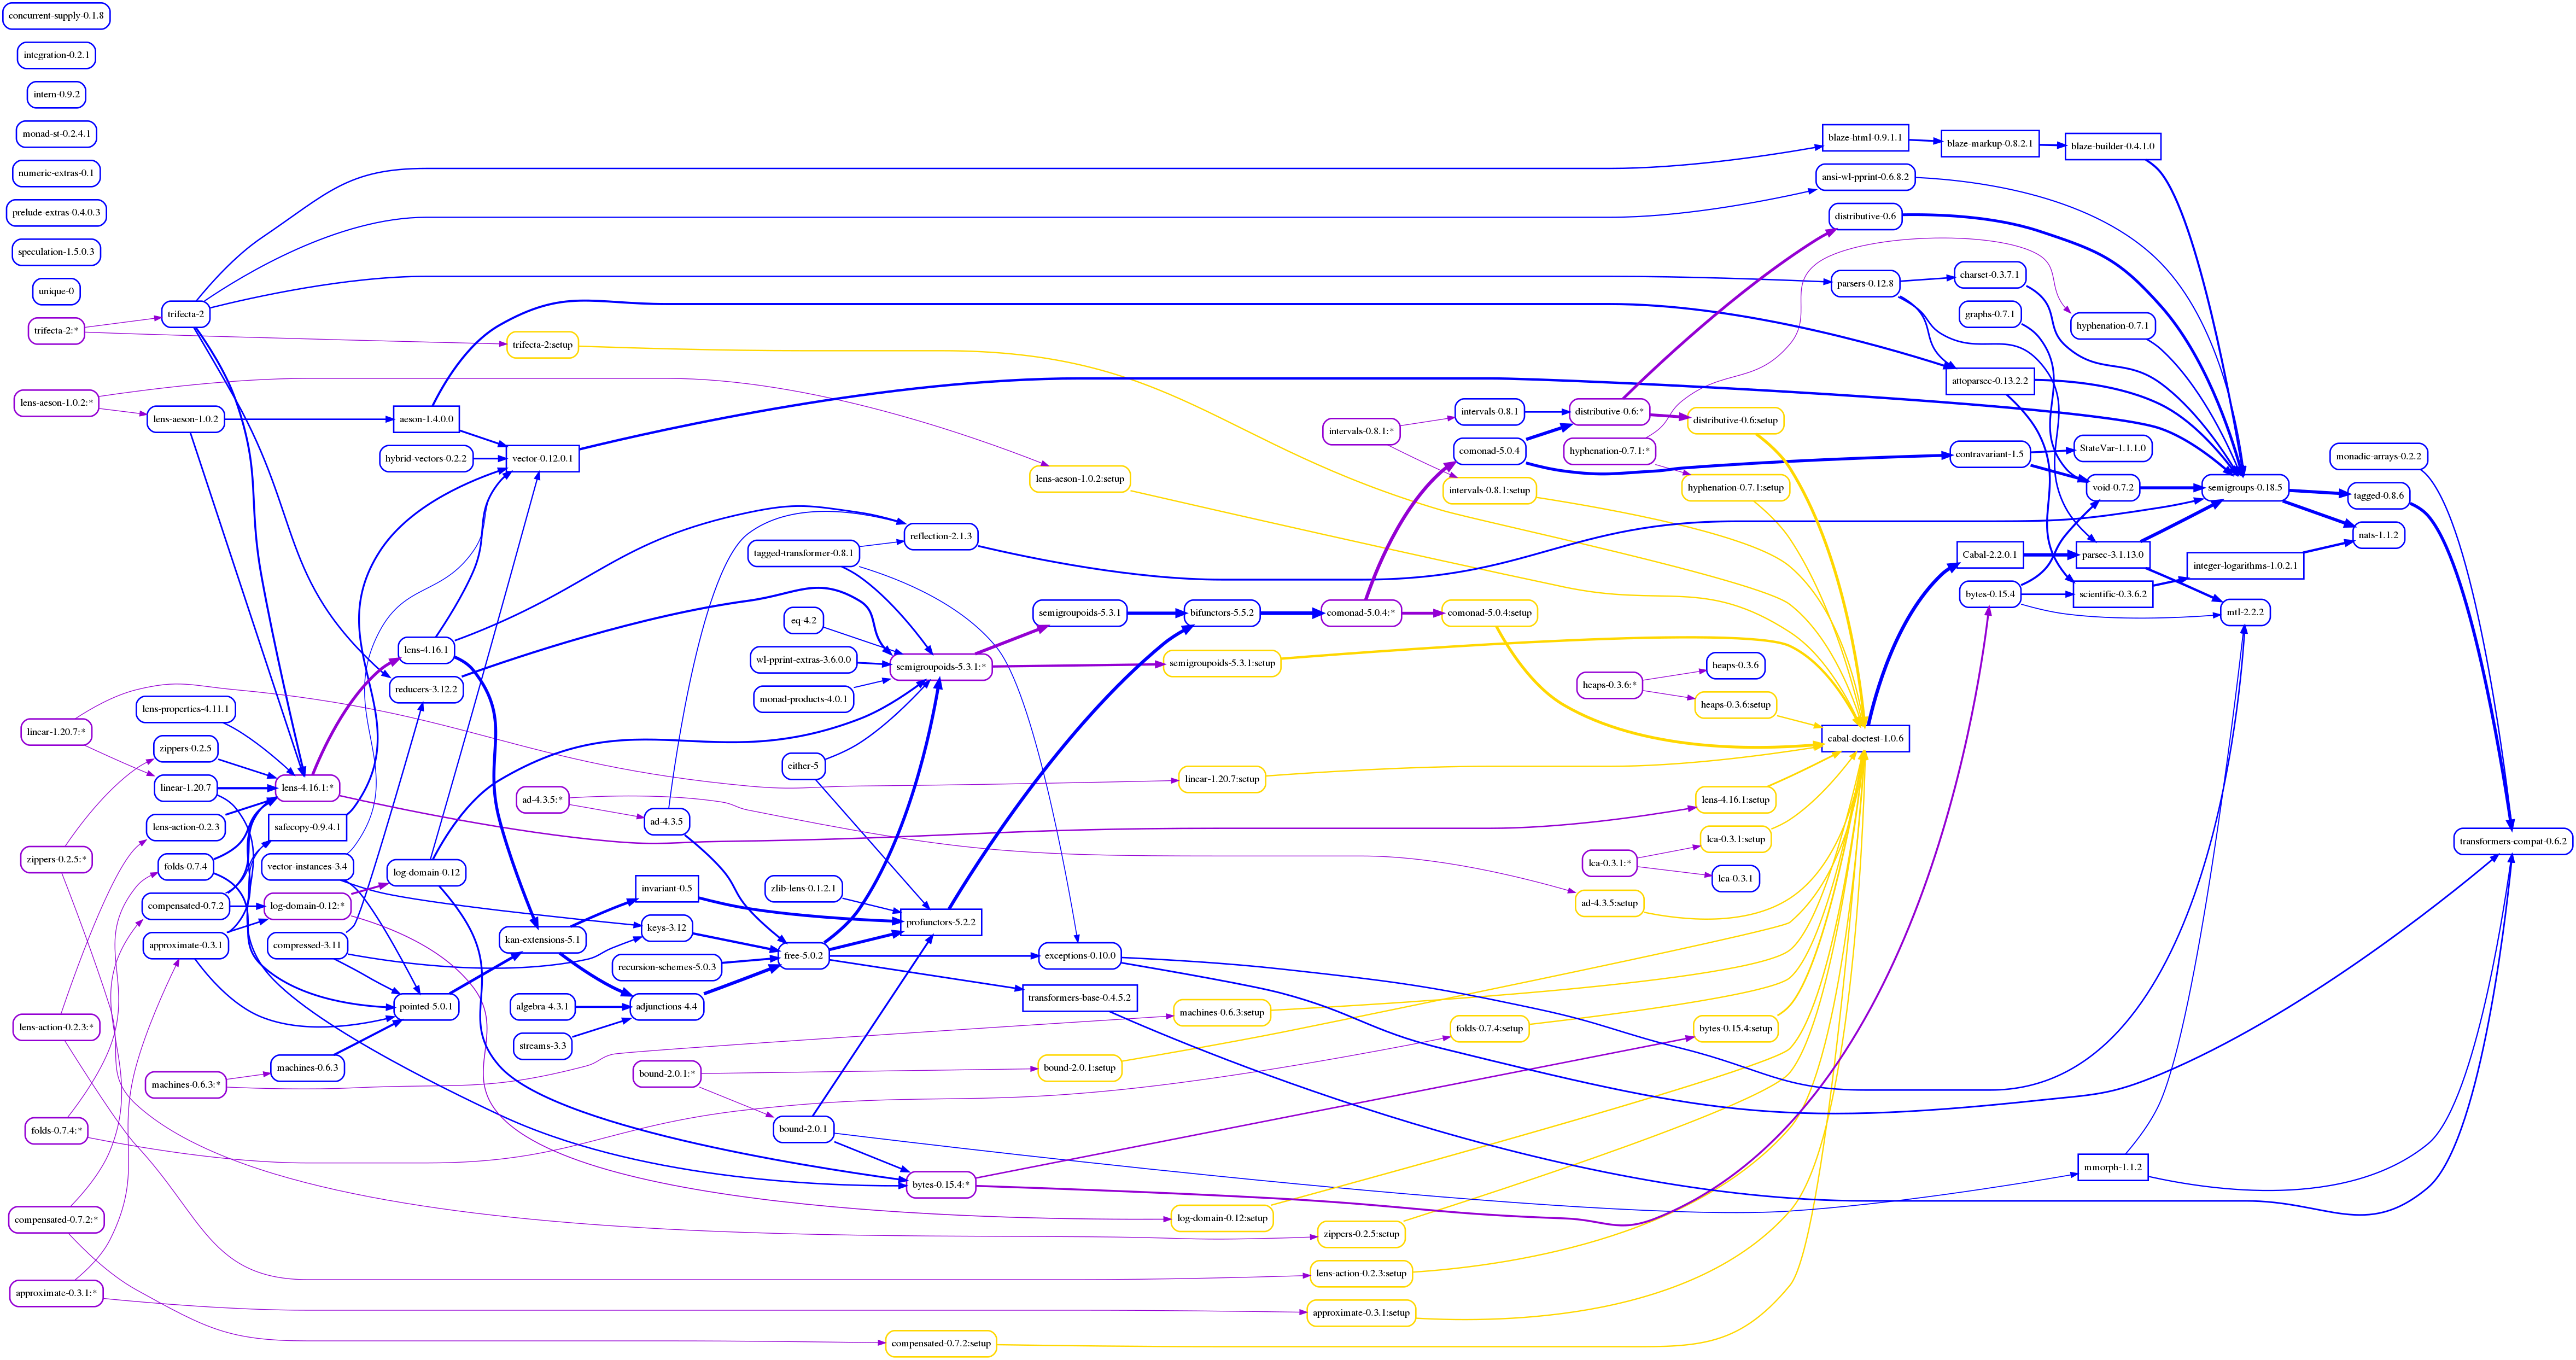 concurrent-supply-0.1.8
integration-0.2.1
intern-0.9.2
monad-st-0.2.4.1
numeric-extras-0.1
prelude-extras-0.4.0.3
speculation-1.5.0.3
unique-0
trifecta-2:*
lens-aeson-1.0.2:*
linear-1.20.7:*
zippers-0.2.5:*
lens-action-0.2.3:*
folds-0.7.4:*
compensated-0.7.2:*
approximate-0.3.1:*
trifecta-2
lens-aeson-1.0.2
lens-properties-4.11.1
zippers-0.2.5
linear-1.20.7
lens-action-0.2.3
folds-0.7.4
compensated-0.7.2
approximate-0.3.1
machines-0.6.3:*
lens-4.16.1:*
safecopy-0.9.4.1
vector-instances-3.4
log-domain-0.12:*
compressed-3.11
machines-0.6.3
aeson-1.4.0.0
hybrid-vectors-0.2.2
lens-4.16.1
reducers-3.12.2
log-domain-0.12
pointed-5.0.1
trifecta-2:setup
vector-0.12.0.1
ad-4.3.5:*
kan-extensions-5.1
algebra-4.3.1
streams-3.3
ad-4.3.5
invariant-0.5
keys-3.12
recursion-schemes-5.0.3
adjunctions-4.4
bound-2.0.1:*
tagged-transformer-0.8.1
eq-4.2
wl-pprint-extras-3.6.0.0
monad-products-4.0.1
either-5
zlib-lens-0.1.2.1
free-5.0.2
bound-2.0.1
reflection-2.1.3
semigroupoids-5.3.1:*
profunctors-5.2.2
bytes-0.15.4:*
compensated-0.7.2:setup
lens-aeson-1.0.2:setup
semigroupoids-5.3.1
exceptions-0.10.0
transformers-base-0.4.5.2
bound-2.0.1:setup
bifunctors-5.5.2
semigroupoids-5.3.1:setup
linear-1.20.7:setup
machines-0.6.3:setup
log-domain-0.12:setup
intervals-0.8.1:*
comonad-5.0.4:*
zippers-0.2.5:setup
lens-action-0.2.3:setup
approximate-0.3.1:setup
intervals-0.8.1
comonad-5.0.4
intervals-0.8.1:setup
comonad-5.0.4:setup
folds-0.7.4:setup
distributive-0.6:*
hyphenation-0.7.1:*
heaps-0.3.6:*
lca-0.3.1:*
ad-4.3.5:setup
distributive-0.6:setup
hyphenation-0.7.1:setup
heaps-0.3.6
heaps-0.3.6:setup
lens-4.16.1:setup
lca-0.3.1:setup
lca-0.3.1
bytes-0.15.4:setup
blaze-html-0.9.1.1
ansi-wl-pprint-0.6.8.2
distributive-0.6
parsers-0.12.8
cabal-doctest-1.0.6
blaze-markup-0.8.2.1
charset-0.3.7.1
graphs-0.7.1
attoparsec-0.13.2.2
contravariant-1.5
Cabal-2.2.0.1
bytes-0.15.4
blaze-builder-0.4.1.0
hyphenation-0.7.1
StateVar-1.1.1.0
void-0.7.2
parsec-3.1.13.0
scientific-0.3.6.2
mmorph-1.1.2
semigroups-0.18.5
integer-logarithms-1.0.2.1
mtl-2.2.2
monadic-arrays-0.2.2
tagged-0.8.6
nats-1.1.2
transformers-compat-0.6.2